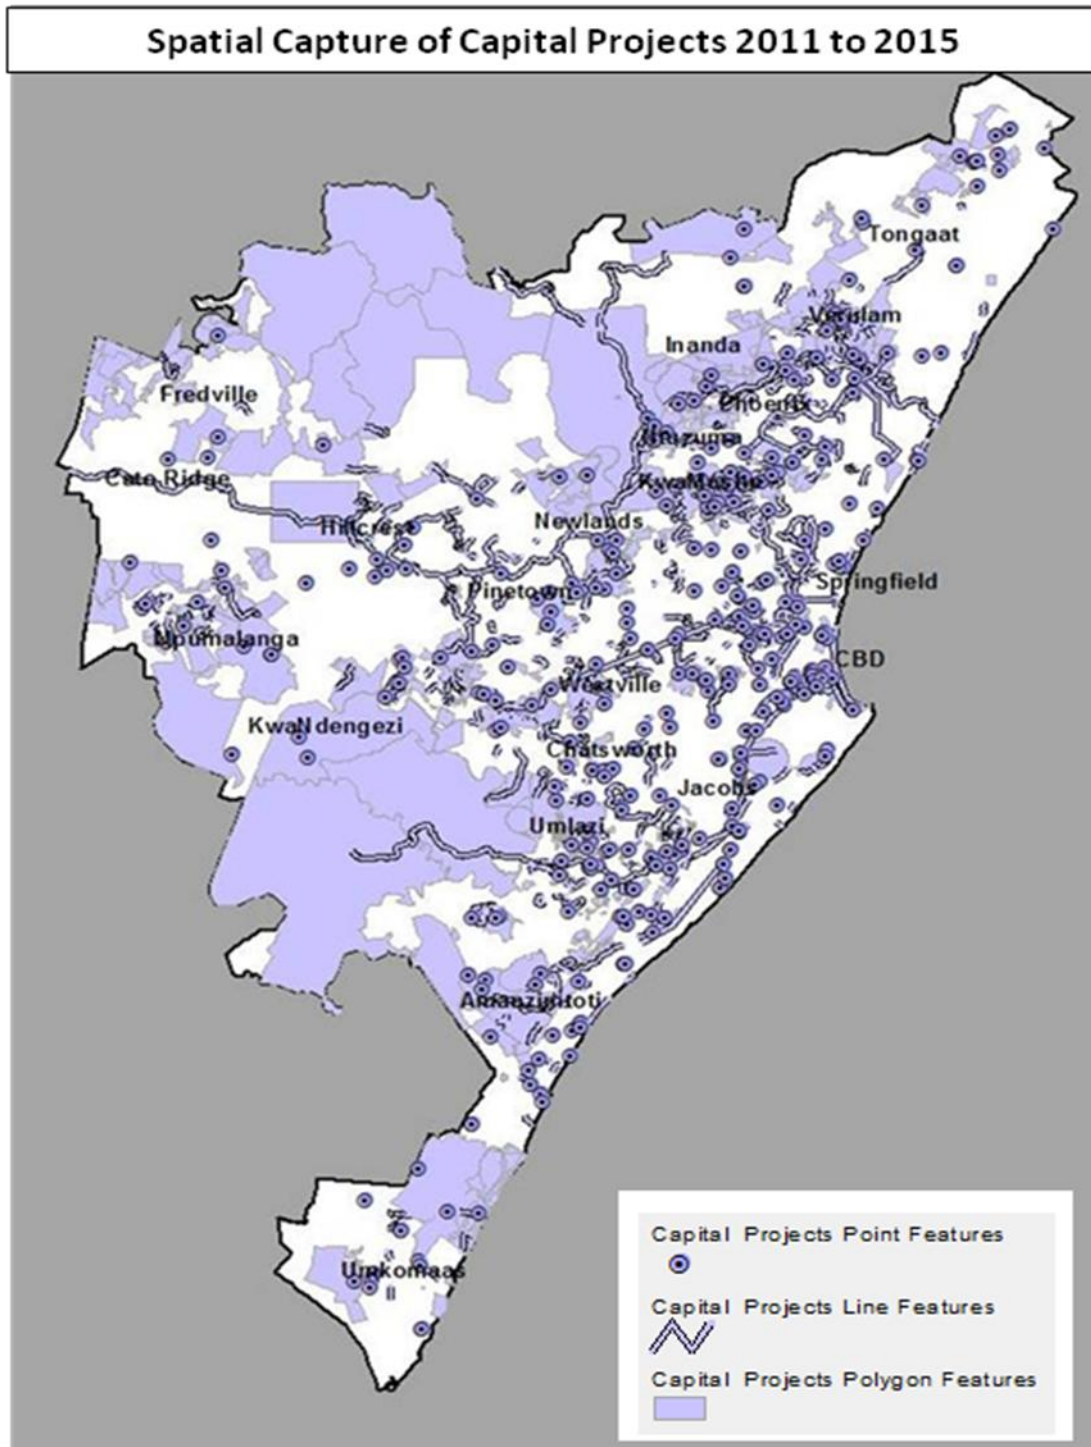 Spatial Capture of Capital Projects 2011 to 2015
Tongaat
Verulam
Inanda
Phoenix
Fredville
Ntuzuma
Cato Ridge
KwaMashu
Newlands
Hillcrest
Springfield
Pinetown
Mpumalanga
CBD
Westville
KwaNdengezi
Chatsworth
Jacobs
Umlazi
Amanzimtoti
Umkomaas
Capital Projects Point Features
Capital Projects Line Features
Capital Projects Polygon Features